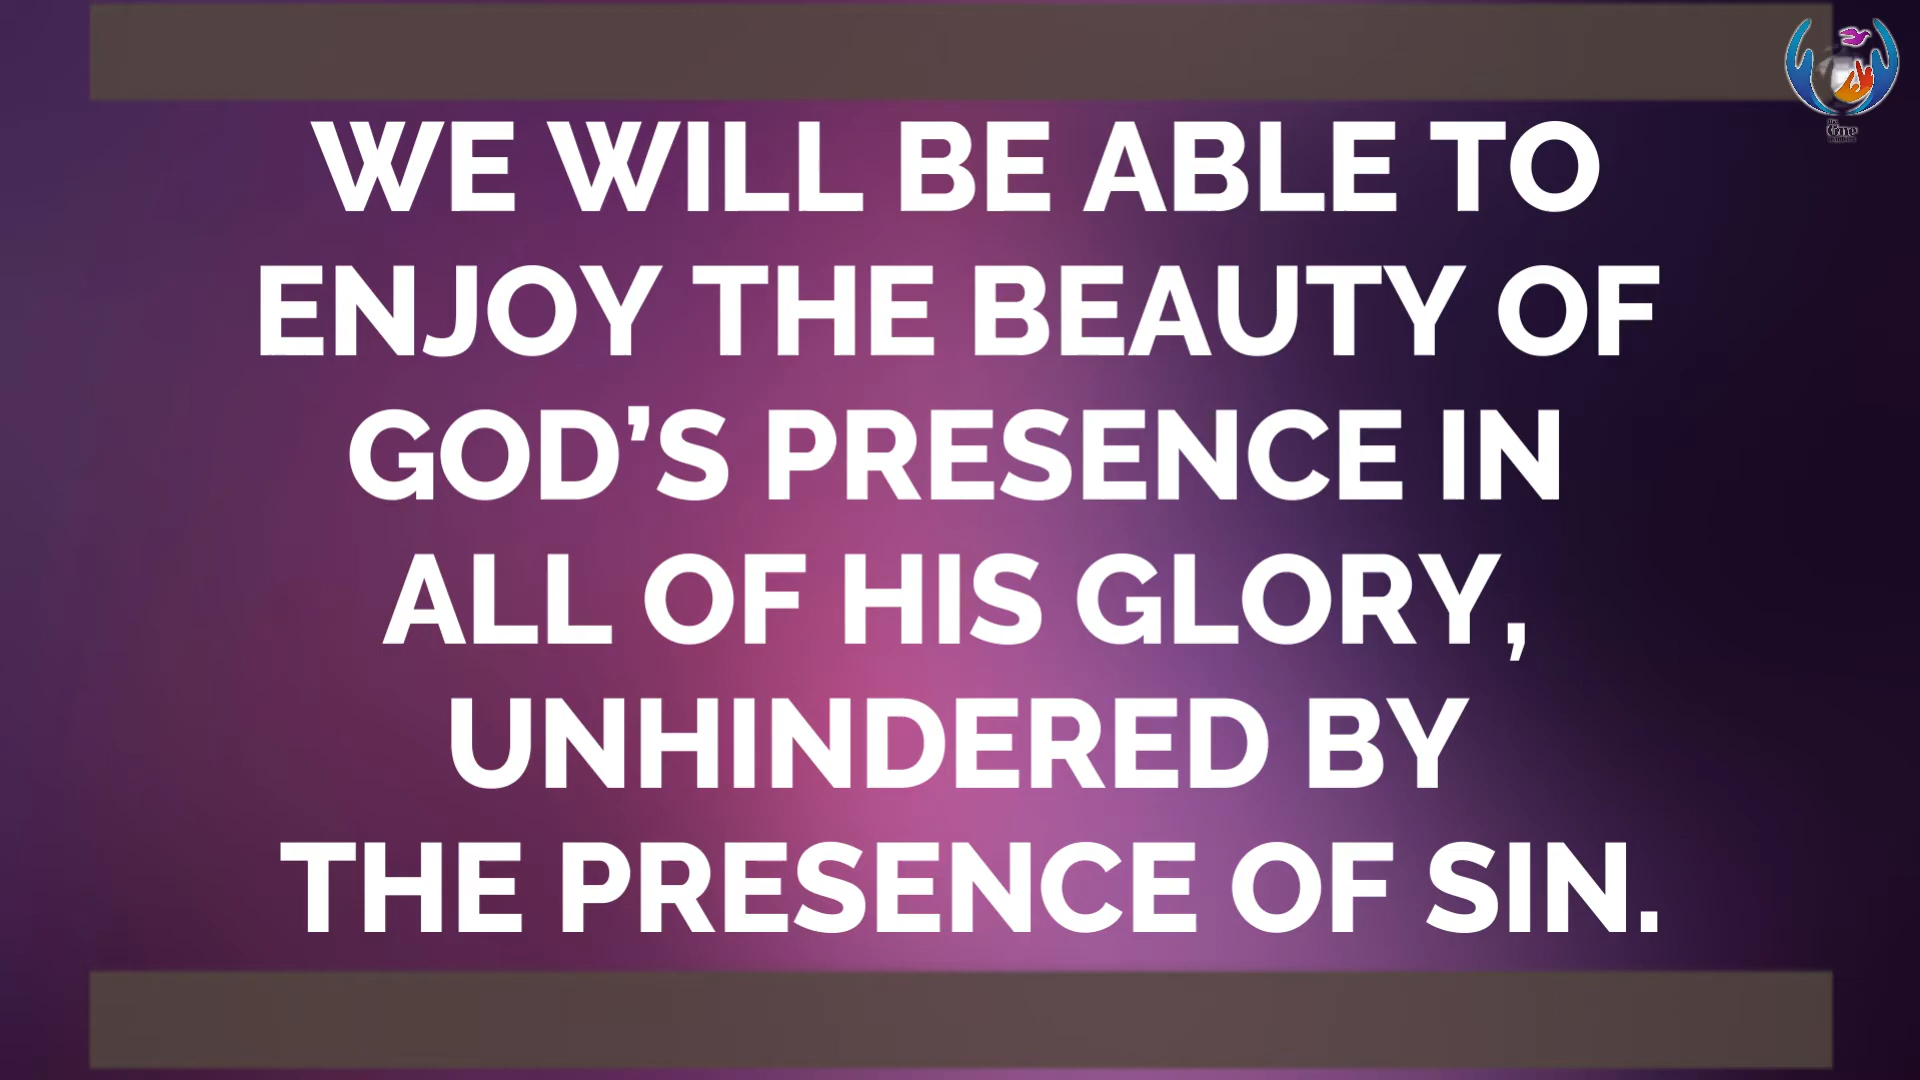 WE WILL BE ABLE TO
ENJOY THE BEAUTY OF
GOD’S PRESENCE IN
ALL OF HIS GLORY,
UNHINDERED BY
THE PRESENCE OF SIN.